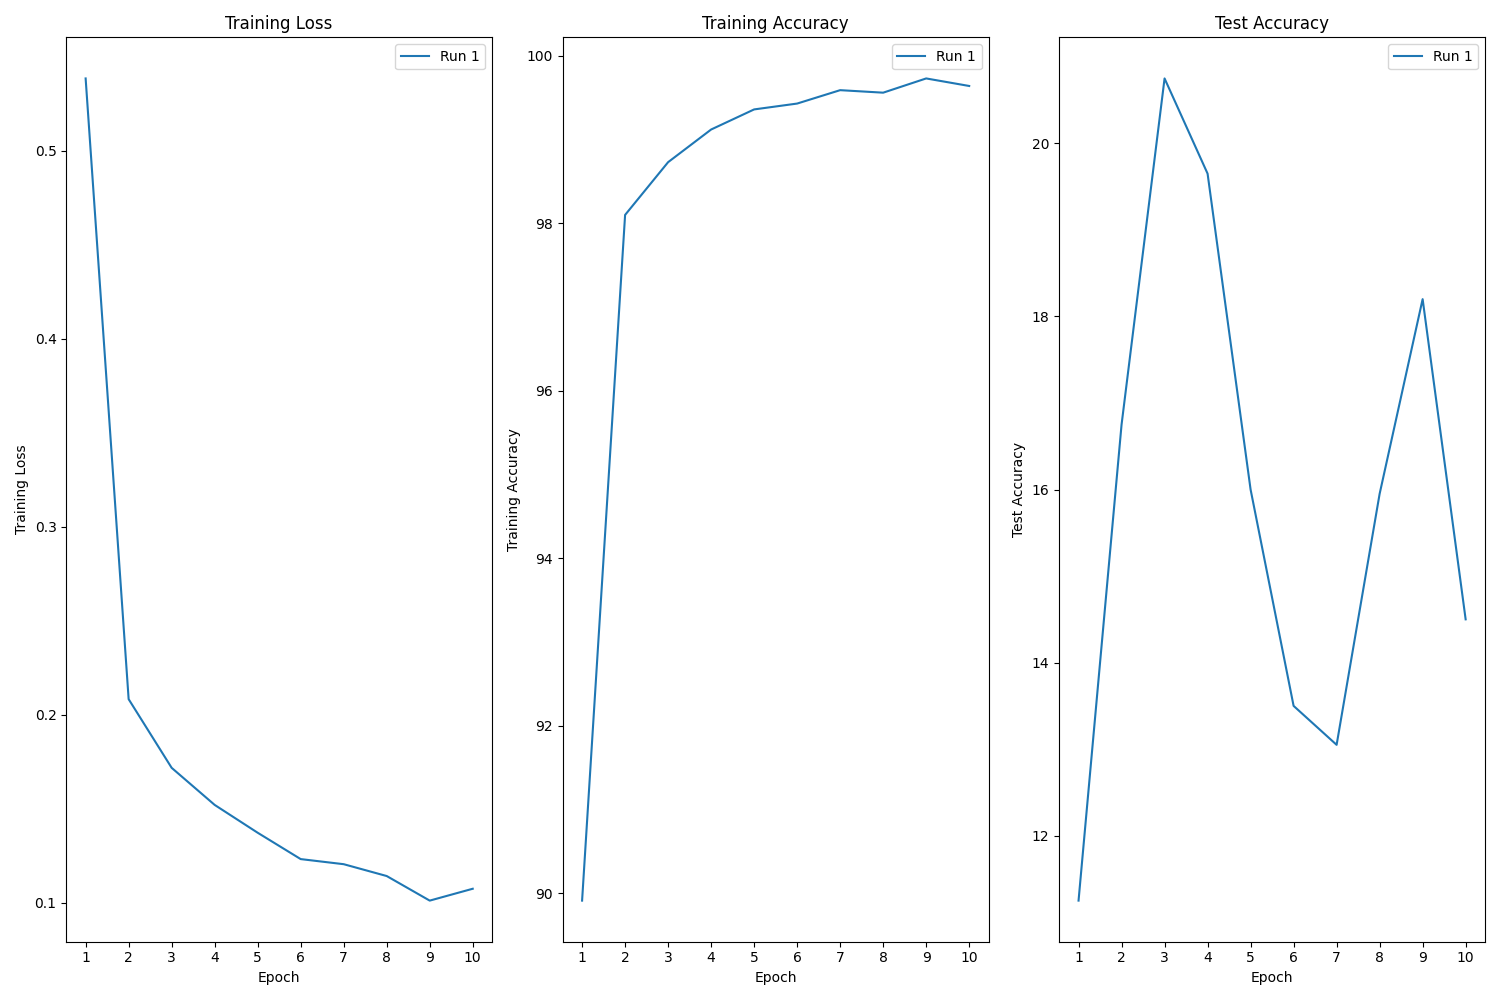 Training Loss
Run 1
0.5
0.4
0.3
0.2
0.1
Training Loss
1 2 3 4 5 6 7 8 9 10
Epoch
Training Accuracy
Run 1
100
98
96
94
92
90
Training Accuracy
1 2 3 4 5 6 7 8 9 10
Epoch
Test Accuracy
Run 1
20
18
16
14
12
Test Accuracy
1 2 3 4 5 6 7 8 9 10
Epoch